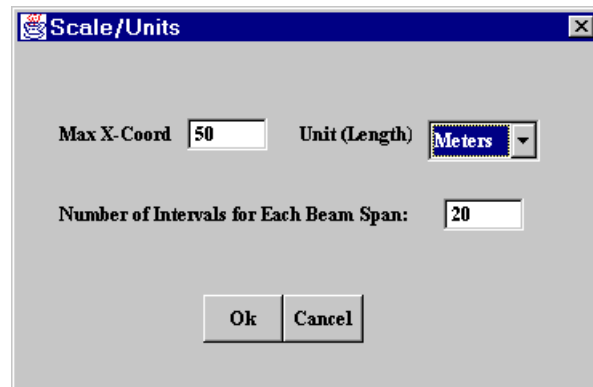 Scale/Units
Max X-Coord 50 Unit (Length) Meters
Number of Intervals for Each Beam Span: 20
Ok Cancel